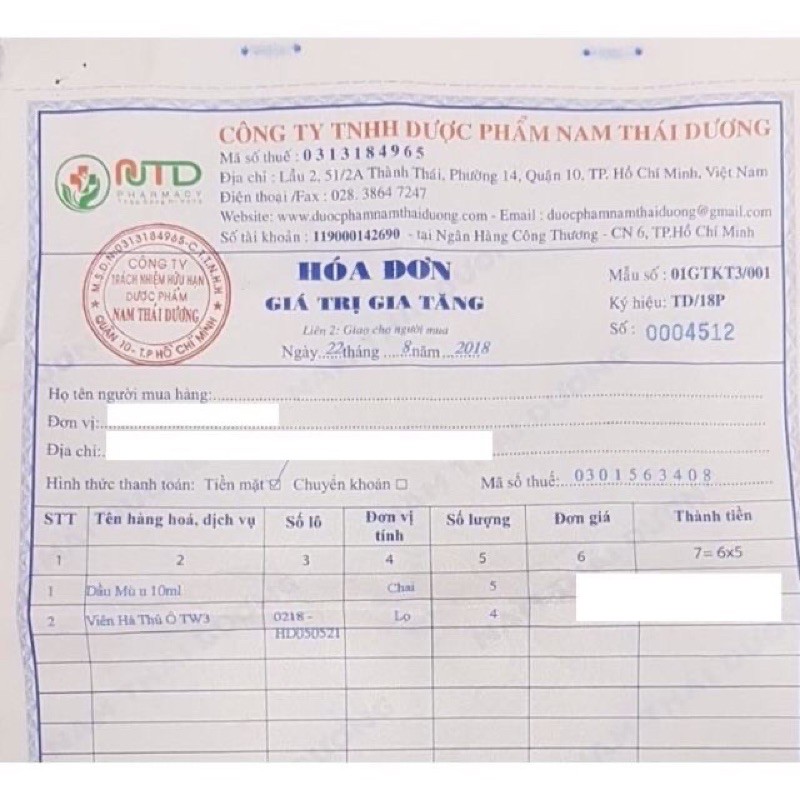 CÔNG TY TNHH DƯỢC PHẨM NAM THÁI DƯƠNG
Mã số thuế : 0313184965
Địa chỉ : Lầu 2, 51/2A Thành Thái, Phường 14, Quận 10, TP. Hồ Chí Minh, Việt Nam
Điện thoại /Fax : 028. 3864 7247
Website: www.duocphamnamthaiduong.com - Email : duocphamnamthaiduong@gmail.com
Số tài khoản : 119000142690 - tại Ngân Hàng Công Thương - CN 6, TP.Hồ Chí Minh
NTD
PHARMACY
M.S.D.N:0313184965-C.T.T.N.H.H
CÔNG TY
TRÁCH NHIỆM HỮU HẠN
DƯỢC PHẨM
NAM THÁI DƯƠNG
QUẬN 10 - T.P HỒ CHÍ MINH
HÓA ĐƠN
GIÁ TRỊ GIA TĂNG
Liên 2: Giao cho người mua
Ngày...22tháng ....8năm...2018
Mẫu số : 01GTKT3/001
Ký hiệu: TD/18P
Số: 0004512
Họ tên người mua hàng:
Đơn vị:
Địa chỉ:
Hình thức thanh toán: Tiền mặt ☑ Chuyển khoản ☐ Mã số thuế: 0301563408
STT Tên hàng hoá, dịch vụ Số lô Đơn vị tính Số lượng Đơn giá Thành tiền
1 2 3 4 5 6 7= 6x5
1 Dầu Mù u 10ml Chai 5
2 Viên Hà Thủ Ô TW3 0218 - HD050521 Lọ 4